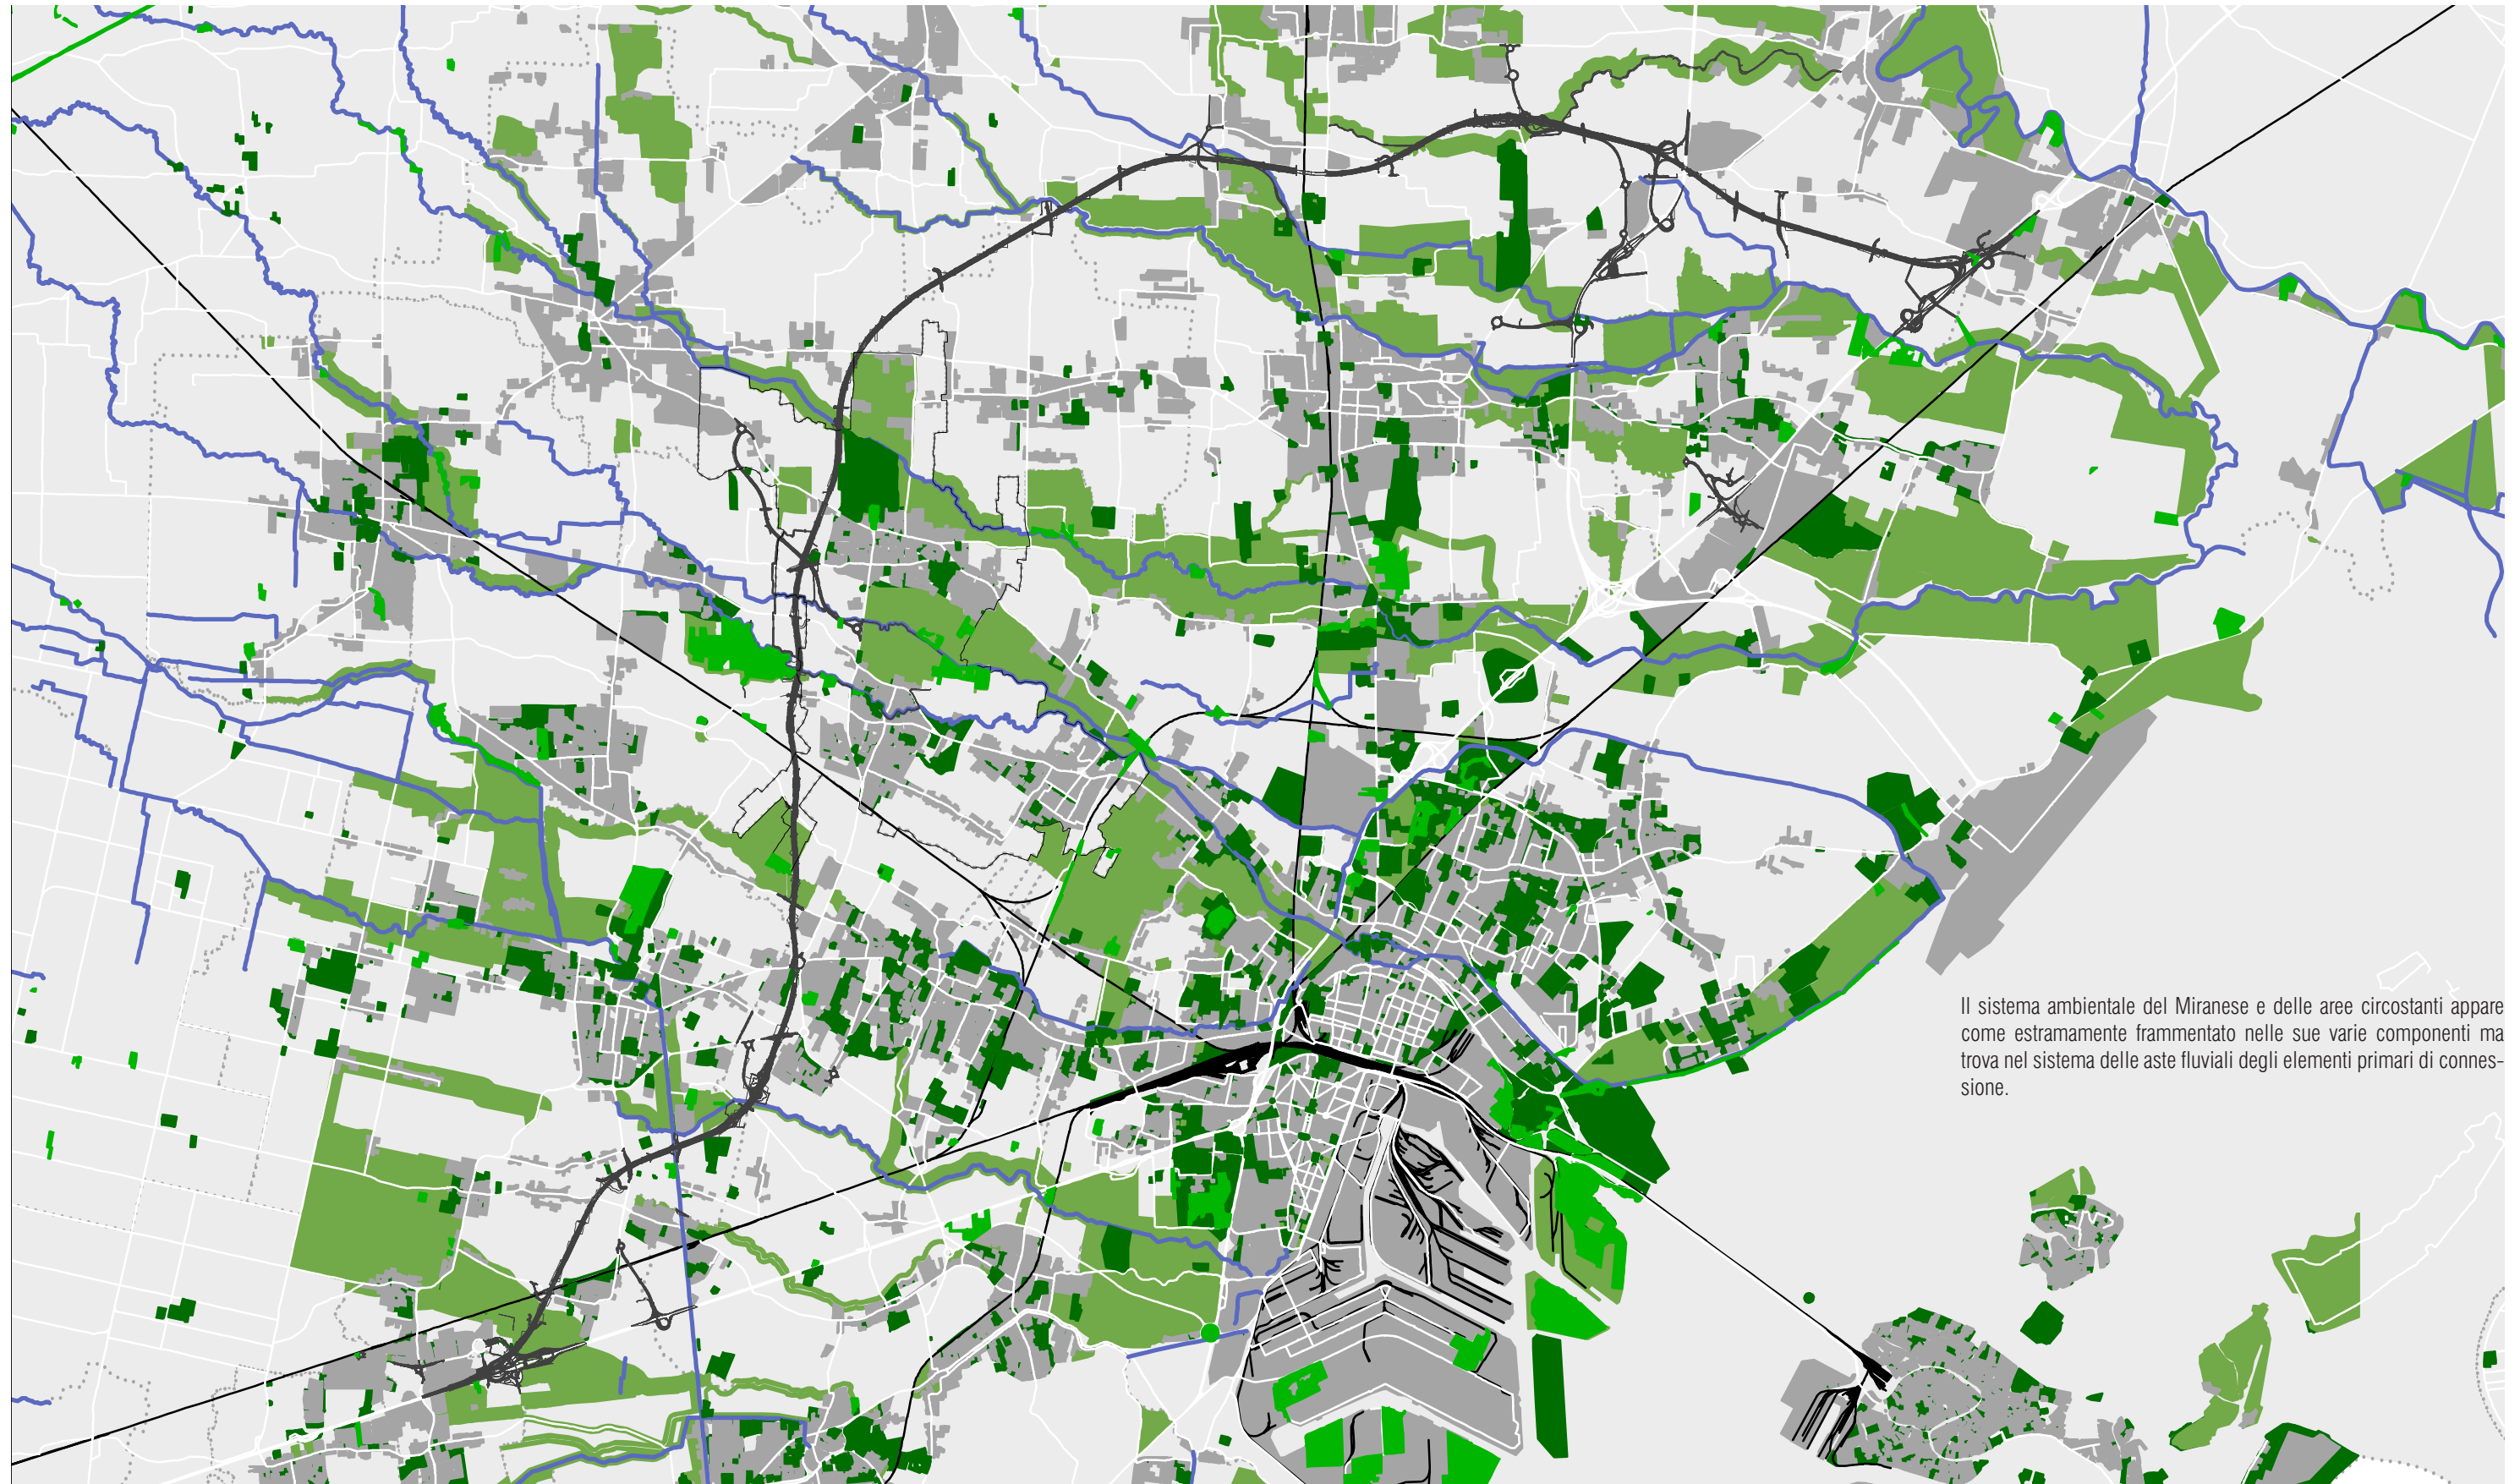 Il sistema ambientale del Miranese e delle aree circostanti appare
come estramamente frammentato nelle sue varie componenti ma
trova nel sistema delle aste fluviali degli elementi primari di connes-
sione.